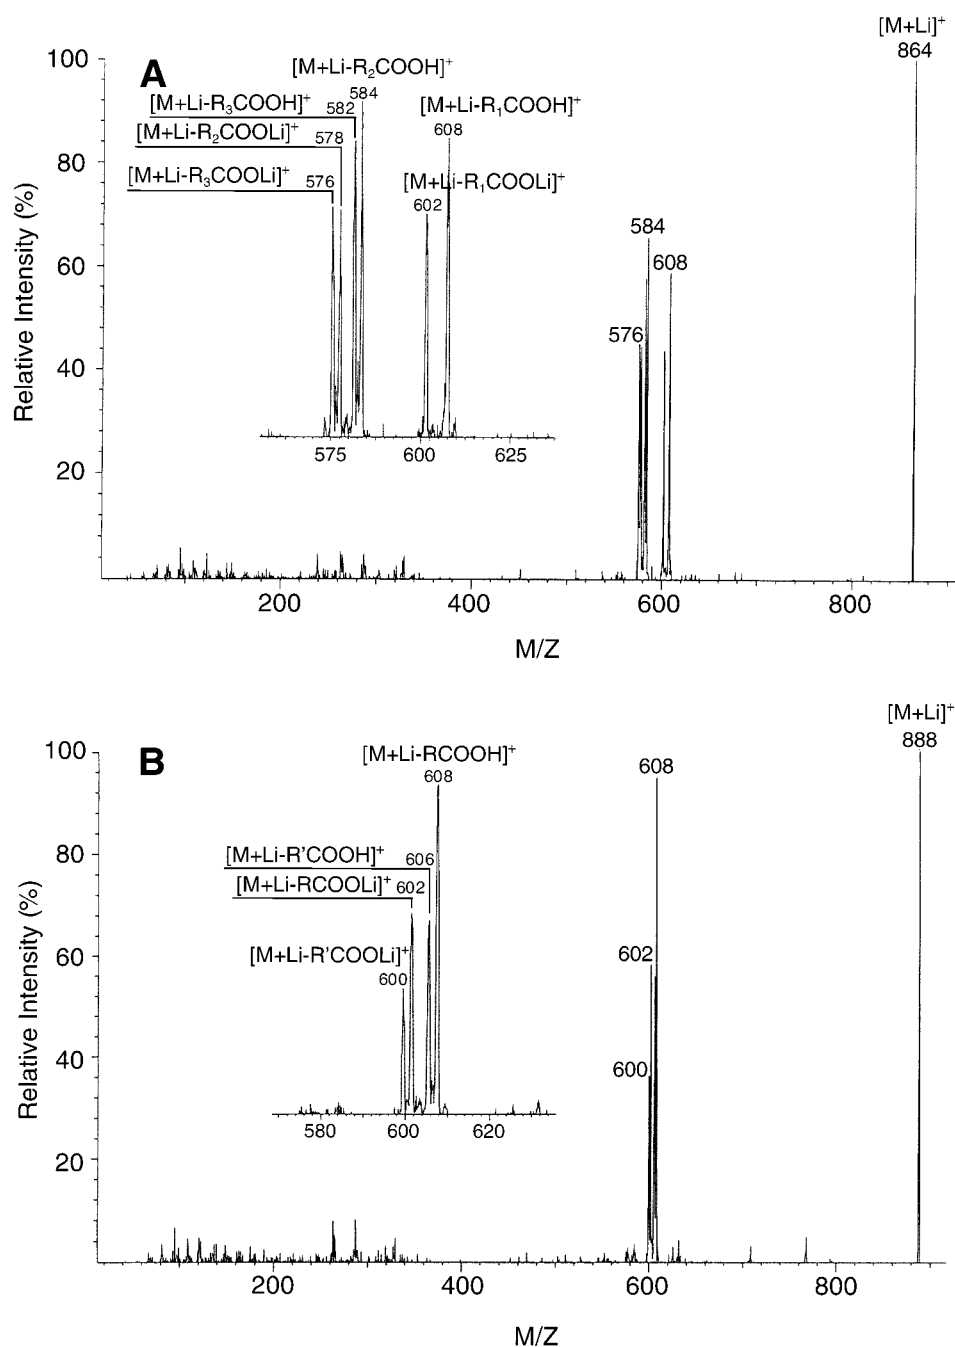 [M+Li]⁺
864
100
A
[M+Li-R₂COOH]⁺
584
[M+Li-R₃COOH]⁺ 582
[M+Li-R₁COOH]⁺
608
[M+Li-R₂COOLi]⁺ 578
80
[M+Li-R₃COOLi]⁺ 576
[M+Li-R₁COOLi]⁺
602
584
60
608
576
40
575 600 625
20
200 400 600 800
M/Z
Relative Intensity (%)
[M+Li]⁺
888
100
B
[M+Li-RCOOH]⁺
608
608
80
[M+Li-R'COOH]⁺ 606
[M+Li-RCOOLi]⁺ 602
60
[M+Li-R'COOLi]⁺
600
602
600
40
580 600 620
20
200 400 600 800
M/Z
Relative Intensity (%)